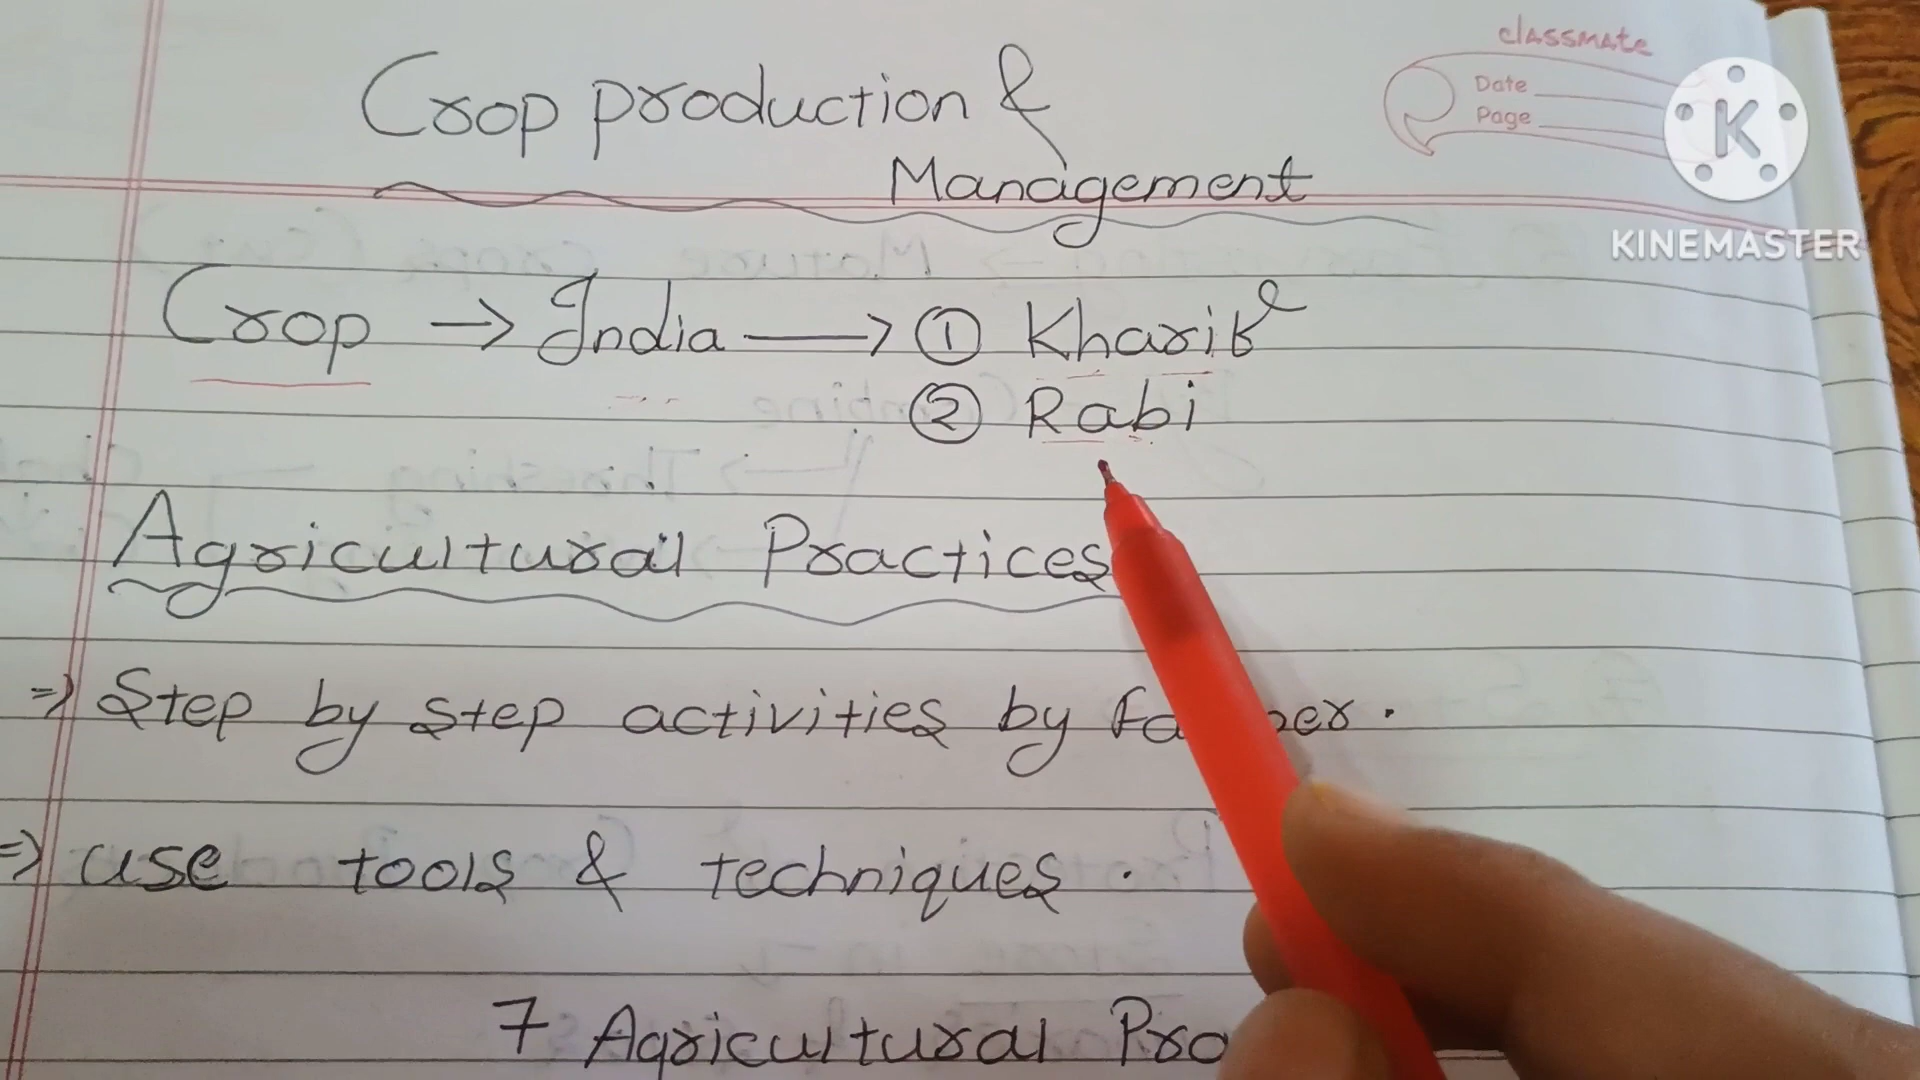 classmate
Date
Page
KINEMASTER
Crop production &
Management
Crop → India → ① Kharif
② Rabi
Agricultural Practices
⇒ Step by step activities by
⇒ use tools & techniques.
7 Agricultural Pra